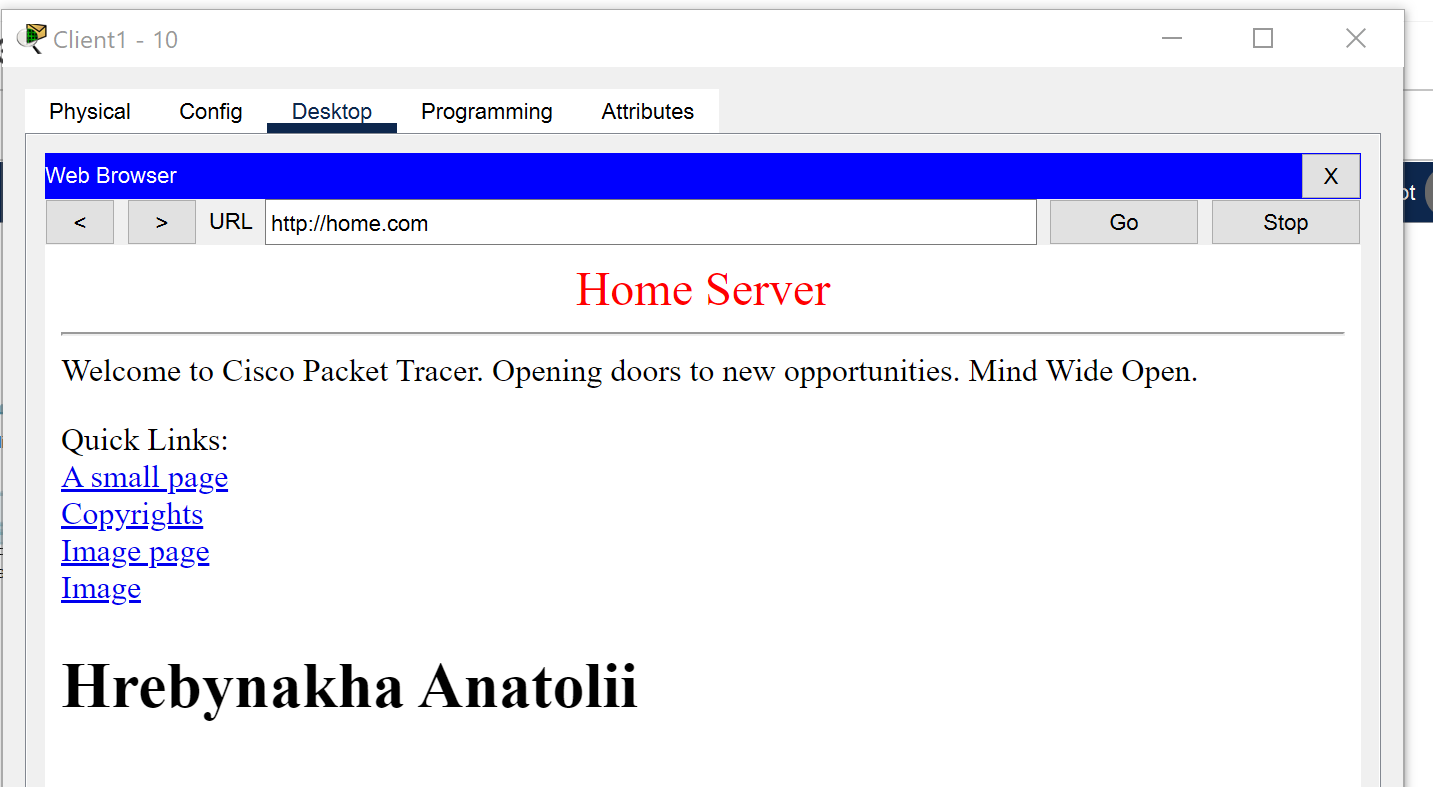 Client1 - 10
Physical Config Desktop Programming Attributes
Web Browser X
< > URL http://home.com Go Stop
Home Server
Welcome to Cisco Packet Tracer. Opening doors to new opportunities. Mind Wide Open.
Quick Links:
A small page
Copyrights
Image page
Image
Hrebynakha Anatolii